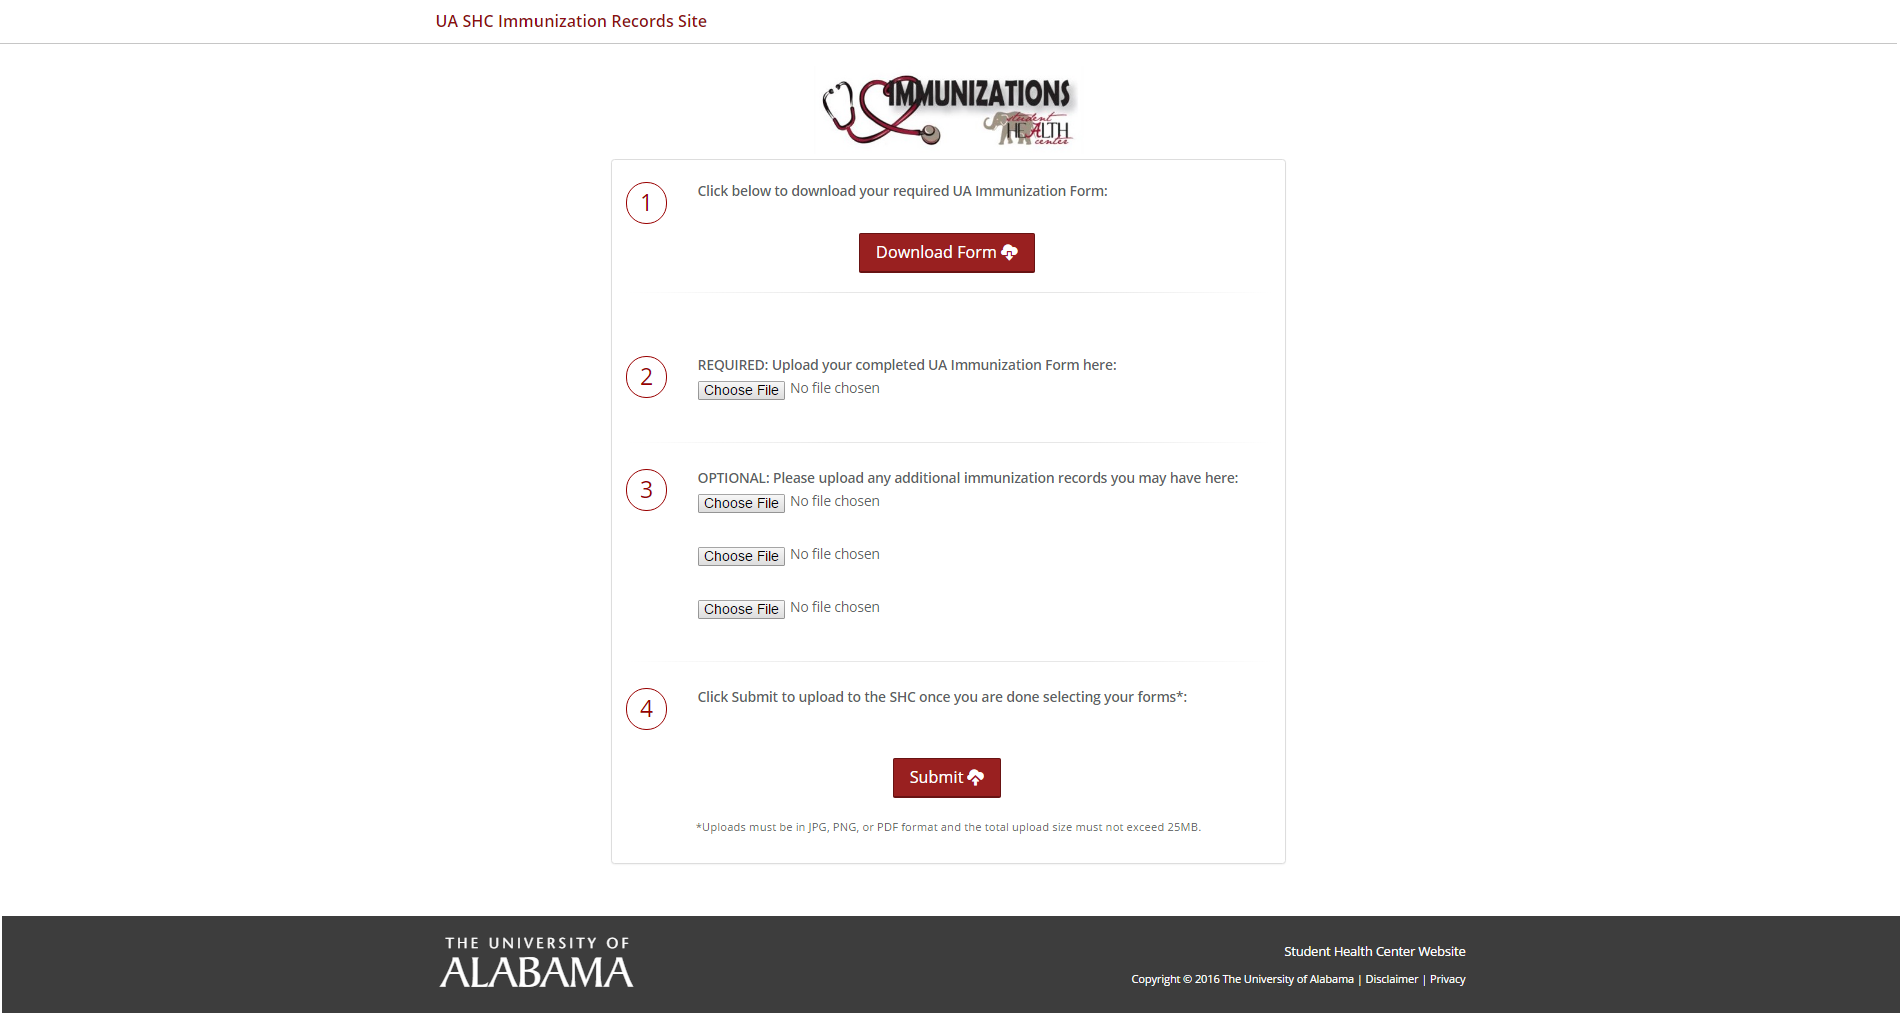 UA SHC Immunization Records Site
IMMUNIZATIONS
student
HEALTH
center
1
Click below to download your required UA Immunization Form:
Download Form
2
REQUIRED: Upload your completed UA Immunization Form here:
Choose File No file chosen
3
OPTIONAL: Please upload any additional immunization records you may have here:
Choose File No file chosen
Choose File No file chosen
Choose File No file chosen
4
Click Submit to upload to the SHC once you are done selecting your forms*:
Submit
*Uploads must be in JPG, PNG, or PDF format and the total upload size must not exceed 25MB.
THE UNIVERSITY OF
ALABAMA
Student Health Center Website
Copyright © 2016 The University of Alabama | Disclaimer | Privacy